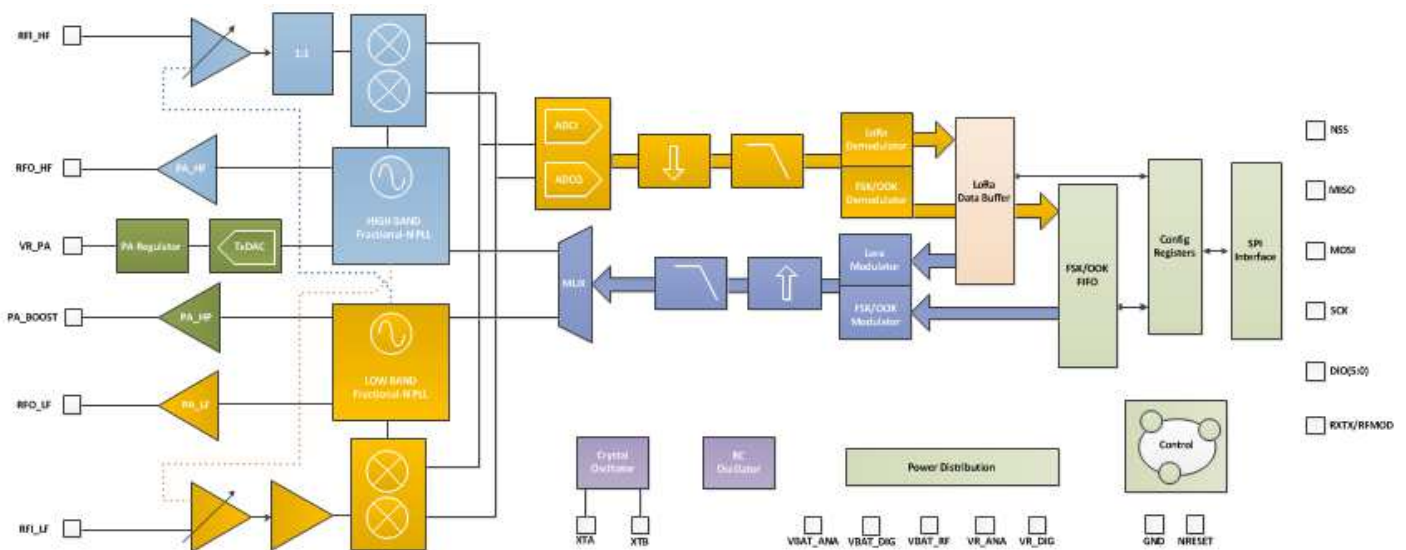 RFI_HF
1:1
ADCI
ADCQ
LoRa
Demodulator
FSK/OOK
Demodulator
LoRa
Data Buffer
NSS
RFO_HF
PA_HF
HIGH BAND
Fractional-N PLL
MISO
VR_PA
PA Regulator
TxDAC
MUX
Lora
Modulator
FSK/OOK
Modulator
FSK/OOK
FIFO
Config
Registers
SPI
Interface
MOSI
PA_BOOST
PA_HP
SCK
RFO_LF
PA_LF
LOW BAND
Fractional-N PLL
DIO(5:0)
RXTX/RFMOD
Crystal
Oscillator
RC
Oscillator
Power Distribution
Control
RFI_LF
XTA
XTB
VBAT_ANA
VBAT_DIG
VBAT_RF
VR_ANA
VR_DIG
GND
NRESET